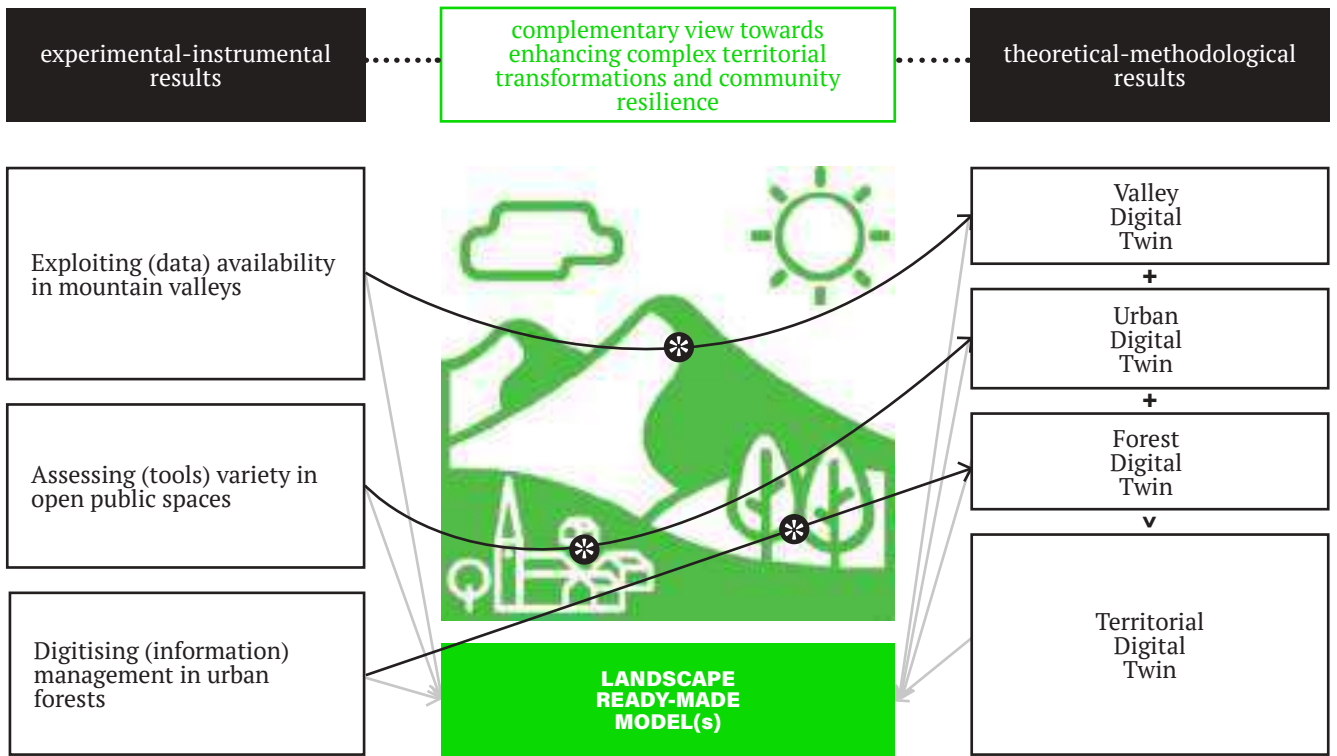 experimental-instrumental
results
complementary view towards
enhancing complex territorial
transformations and community
resilience
theoretical-methodological
results
Exploiting (data) availability
in mountain valleys
Assessing (tools) variety in
open public spaces
Digitising (information)
management in urban
forests
LANDSCAPE
READY-MADE
MODEL(s)
Valley
Digital
Twin
+
Urban
Digital
Twin
+
Forest
Digital
Twin
v
Territorial
Digital
Twin